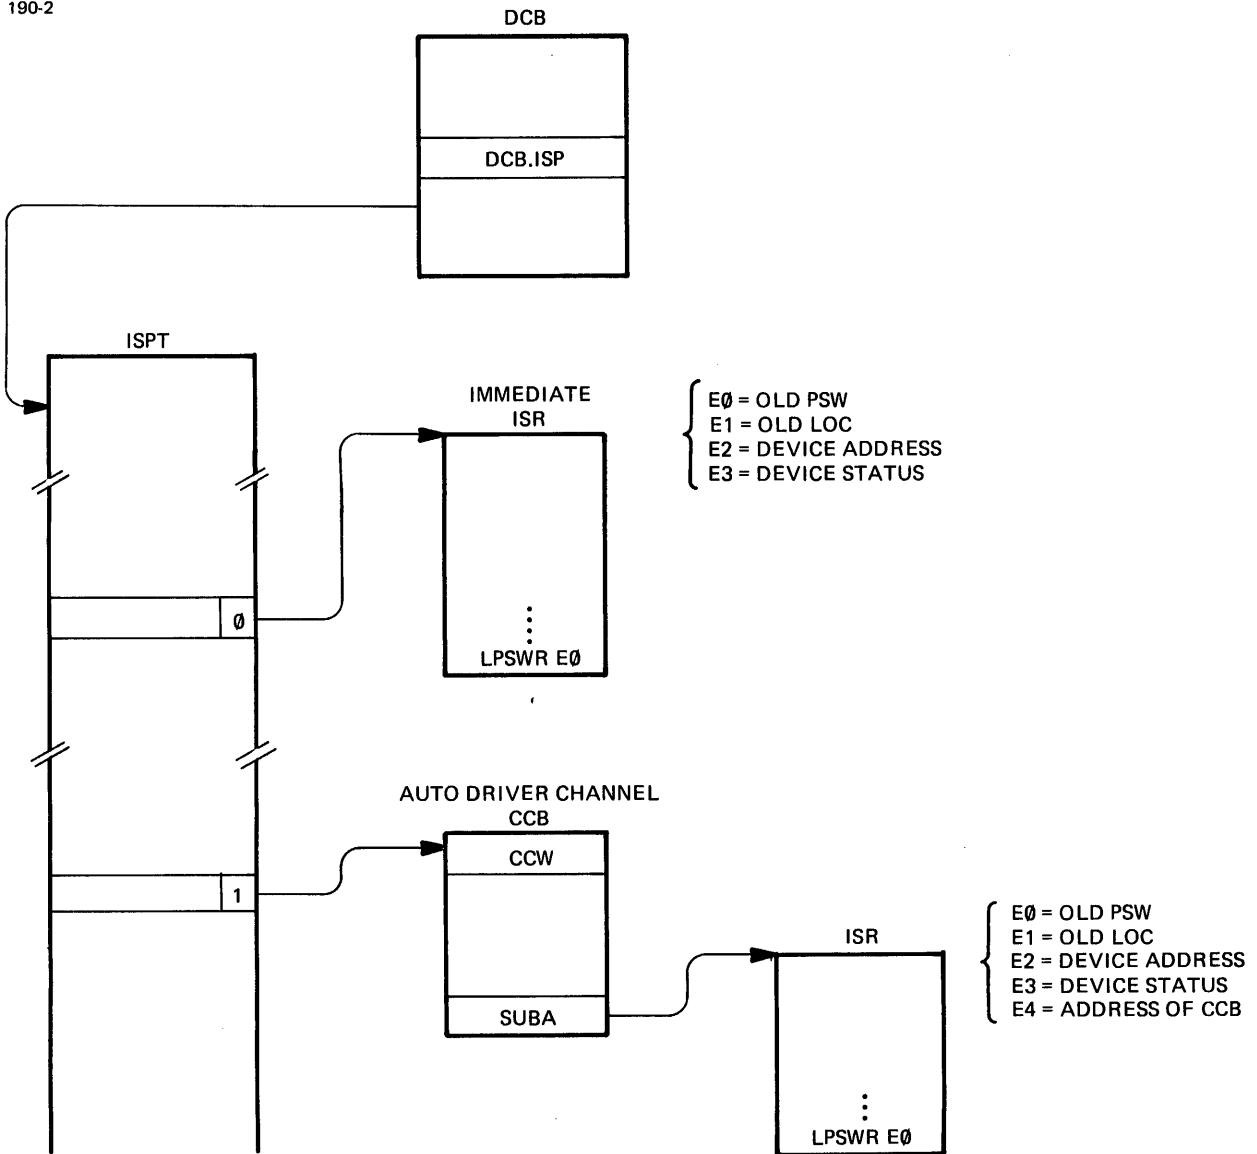 190-2
DCB
DCB.ISP
ISPT
IMMEDIATE
ISR
E0 = OLD PSW
E1 = OLD LOC
E2 = DEVICE ADDRESS
E3 = DEVICE STATUS
0
LPSWR E0
AUTO DRIVER CHANNEL
CCB
CCW
1
SUBA
ISR
E0 = OLD PSW
E1 = OLD LOC
E2 = DEVICE ADDRESS
E3 = DEVICE STATUS
E4 = ADDRESS OF CCB
LPSWR E0